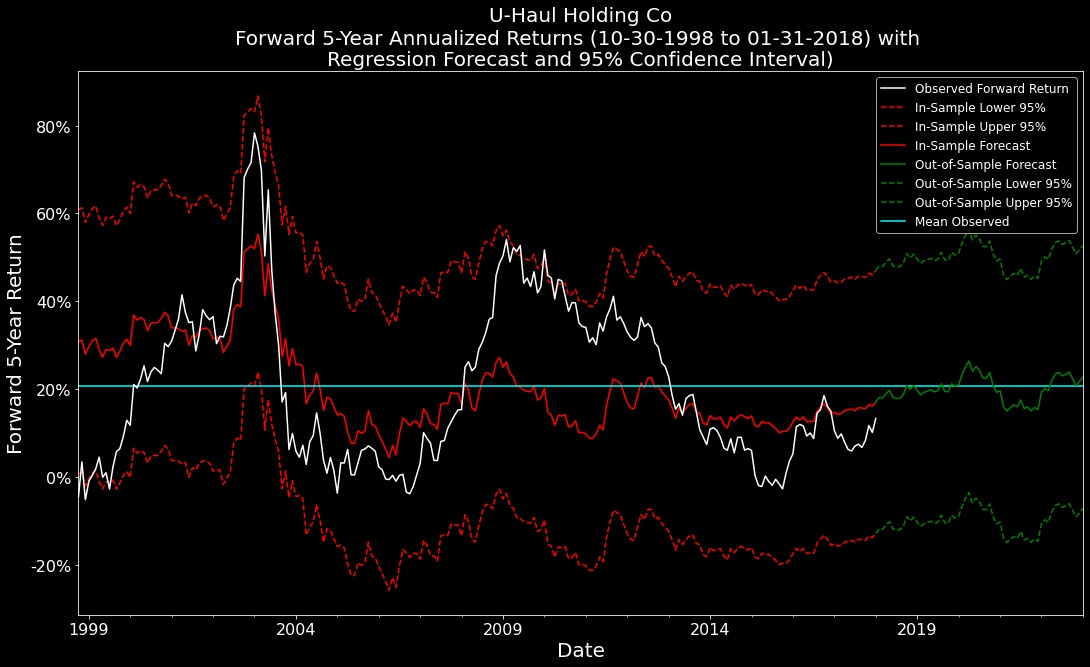 U-Haul Holding Co
Forward 5-Year Annualized Returns (10-30-1998 to 01-31-2018) with
Regression Forecast and 95% Confidence Interval)
Observed Forward Return
In-Sample Lower 95%
In-Sample Upper 95%
In-Sample Forecast
Out-of-Sample Forecast
Out-of-Sample Lower 95%
Out-of-Sample Upper 95%
Mean Observed
Forward 5-Year Return
80%
60%
40%
20%
0%
-20%
1999
2004
2009
2014
2019
Date